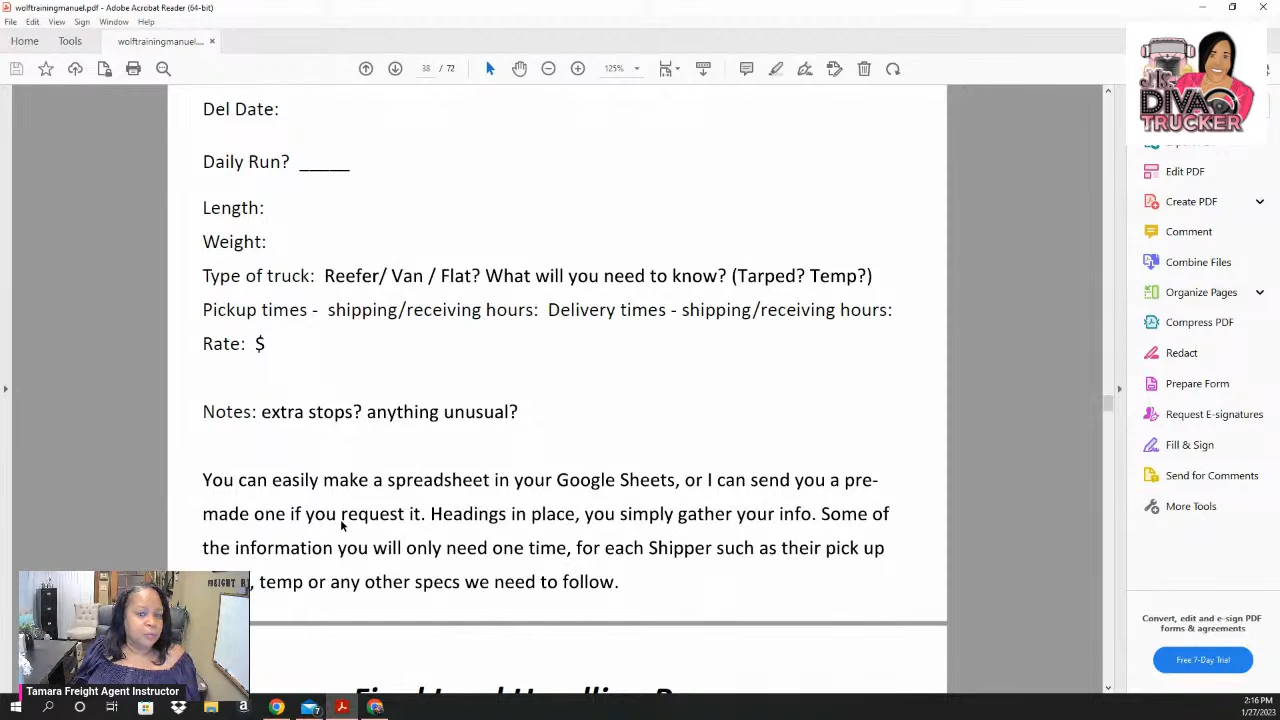 wolftrainingmanuel.pdf - Adobe Acrobat Reader (64-bit)
File Edit View Sign Window Help
Home Tools wolftrainingmanuel.... ×
38 / 72 125%
Ms.
DIVA
TRUCKER
Del Date:
Daily Run? _____
Length:
Weight:
Type of truck: Reefer/ Van / Flat? What will you need to know? (Tarped? Temp?)
Pickup times - shipping/receiving hours: Delivery times - shipping/receiving hours:
Rate: $
Notes: extra stops? anything unusual?
You can easily make a spreadsheet in your Google Sheets, or I can send you a pre-
made one if you request it. Headings in place, you simply gather your info. Some of
the information you will only need one time, for each Shipper such as their pick up
, temp or any other specs we need to follow.
Edit PDF
Create PDF
Comment
Combine Files
Organize Pages
Compress PDF
Redact
Prepare Form
Request E-signatures
Fill & Sign
Send for Comments
More Tools
Convert, edit and e-sign PDF
forms & agreements
Free 7-Day Trial
Tamara Freight Agent Instructor
2:16 PM
1/27/2023